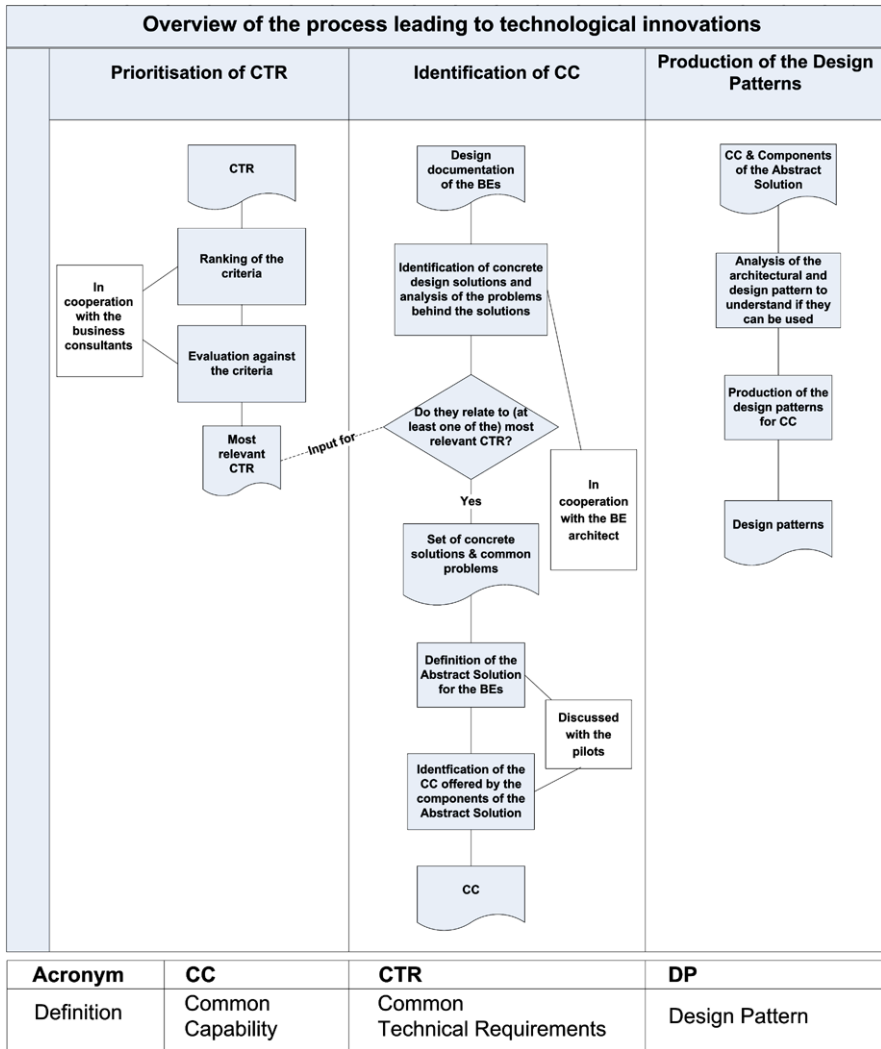 Overview of the process leading to technological innovations
Prioritisation of CTR
Identification of CC
Production of the Design
Patterns
CTR
Ranking of the
criteria
In
cooperation
with the
business
consultants
Evaluation against
the criteria
Most
relevant
CTR
Input for
Design
documentation
of the BEs
Identification of concrete
design solutions and
analysis of the problems
behind the solutions
Do they relate to (at
least one of the) most
relevant CTR?
Yes
In
cooperation
with the BE
architect
Set of concrete
solutions & common
problems
Definition of the
Abstract Solution
for the BEs
Discussed
with the
pilots
Identfication of the
CC offered by the
components of the
Abstract Solution
CC
CC & Components
of the Abstract
Solution
Analysis of the
architectural and
design pattern to
understand if they
can be used
Production of the
design patterns
for CC
Design patterns
Acronym CC CTR DP
Definition Common Common Design Pattern
Capability Technical Requirements